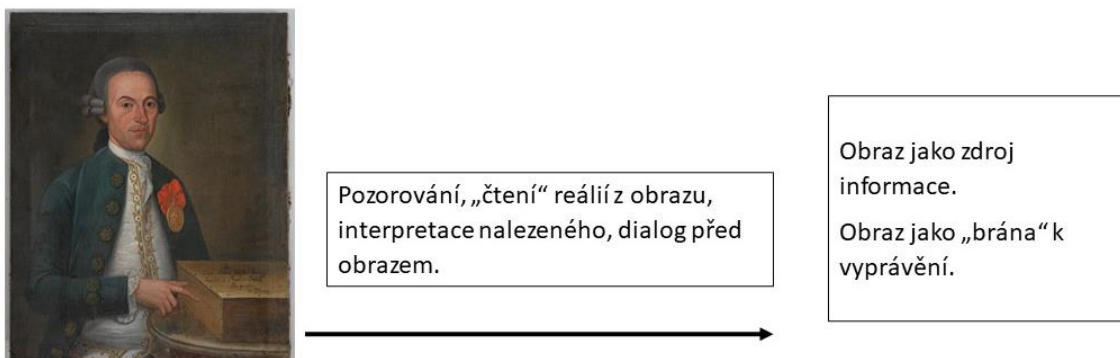 Pozorování, „čtení“ reálií z obrazu,
interpretace nalezeného, dialog před
obrazem.
Obraz jako zdroj
informace.
Obraz jako „brána“ k
vyprávění.